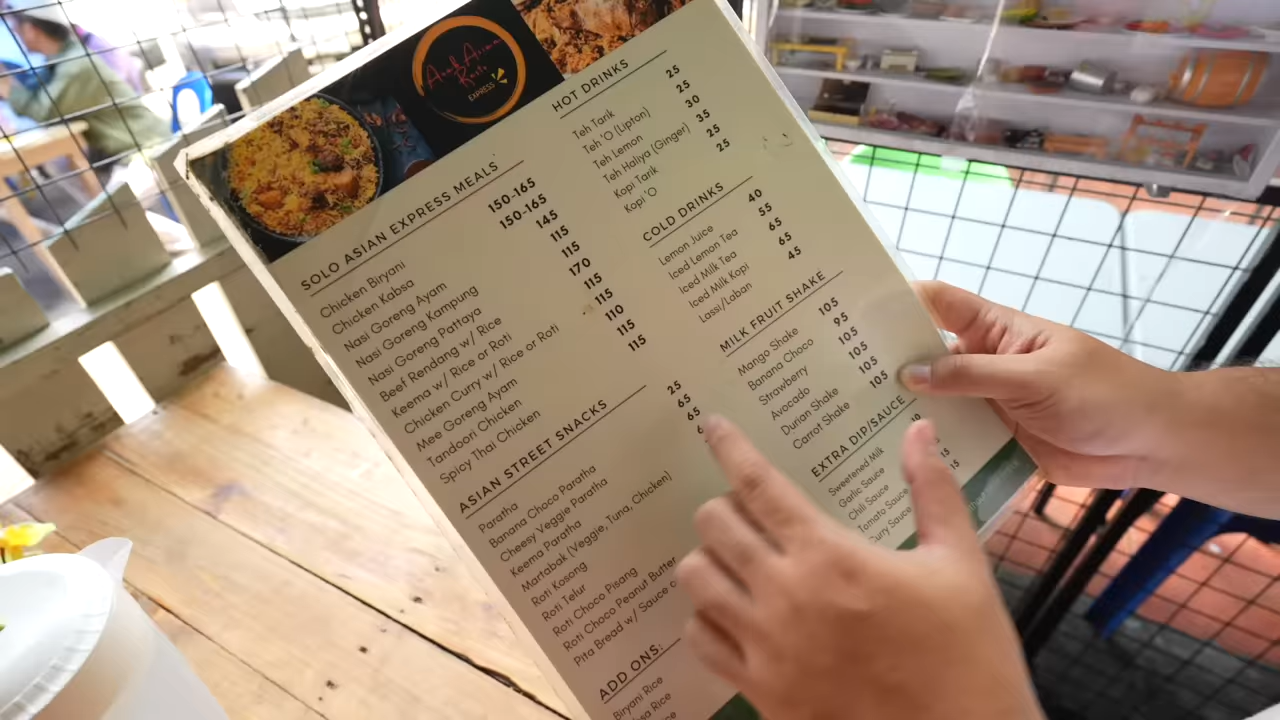 Arab Asian
Resto
EXPRESS
SOLO ASIAN EXPRESS MEALS
Chicken Biryani 150-165
Chicken Kabsa 150-165
Nasi Goreng Ayam 145
Nasi Goreng Kampung 115
Nasi Goreng Pattaya
Beef Rendang w/ Rice 170
Keema w/ Rice or Roti 115
Chicken Curry w/ Rice or Roti 115
Mee Goreng Ayam 110
Tandoori Chicken 115
Spicy Thai Chicken 115
ASIAN STREET SNACKS
Paratha 25
Banana Choco Paratha 65
Cheesy Veggie Paratha 65
Keema Paratha
Martabak (Veggie, Tuna, Chicken)
Roti Kosong
Roti Telur
Roti Choco Pisang
Roti Choco Peanut Butter
Pita Bread w/ Sauce
ADD ONS:
Biryani Rice
HOT DRINKS
Teh Tarik 25
Teh 'O (Lipton) 25
Teh Lemon 30
Teh Haliya (Ginger) 35
Kopi Tarik 25
Kopi 'O 25
COLD DRINKS
Lemon Juice 40
Iced Lemon Tea 55
Iced Milk Tea 65
Iced Milk Kopi 65
Lassi/Laban 45
MILK FRUIT SHAKE
Mango Shake 105
Banana Choco 95
Strawberry 105
Avocado 105
Durian Shake 105
Carrot Shake 105
EXTRA DIP/SAUCE
Sweetened Milk
Garlic Sauce
Chili Sauce 15
Tomato Sauce 15
Curry Sauce